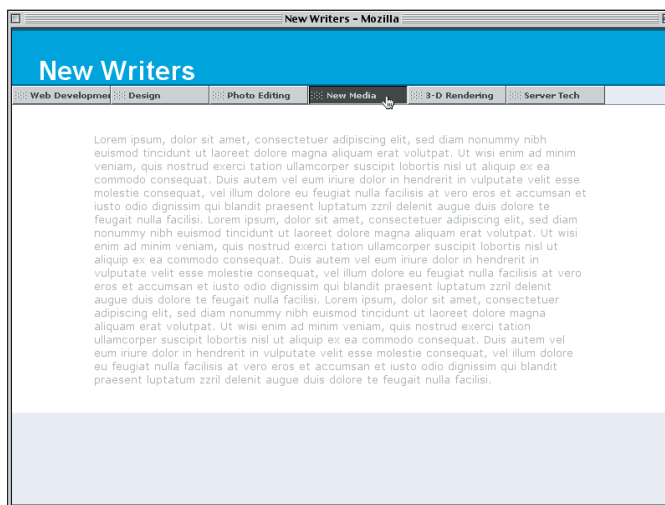 New Writers - Mozilla
New Writers
Web Developmen Design Photo Editing New Media 3-D Rendering Server Tech
Lorem ipsum, dolor sit amet, consectetuer adipiscing elit, sed diam nonummy nibh
euismod tincidunt ut laoreet dolore magna aliquam erat volutpat. Ut wisi enim ad minim
veniam, quis nostrud exerci tation ullamcorper suscipit lobortis nisl ut aliquip ex ea
commodo consequat. Duis autem vel eum iriure dolor in hendrerit in vulputate velit esse
molestie consequat, vel illum dolore eu feugiat nulla facilisis at vero eros et accumsan et
iusto odio dignissim qui blandit praesent luptatum zzril delenit augue duis dolore te
feugait nulla facilisi. Lorem ipsum, dolor sit amet, consectetuer adipiscing elit, sed diam
nonummy nibh euismod tincidunt ut laoreet dolore magna aliquam erat volutpat. Ut wisi
enim ad minim veniam, quis nostrud exerci tation ullamcorper suscipit lobortis nisl ut
aliquip ex ea commodo consequat. Duis autem vel eum iriure dolor in hendrerit in
vulputate velit esse molestie consequat, vel illum dolore eu feugiat nulla facilisis at vero
eros et accumsan et iusto odio dignissim qui blandit praesent luptatum zzril delenit
augue duis dolore te feugait nulla facilisi. Lorem ipsum, dolor sit amet, consectetuer
adipiscing elit, sed diam nonummy nibh euismod tincidunt ut laoreet dolore magna
aliquam erat volutpat. Ut wisi enim ad minim veniam, quis nostrud exerci tation
ullamcorper suscipit lobortis nisl ut aliquip ex ea commodo consequat. Duis autem vel
eum iriure dolor in hendrerit in vulputate velit esse molestie consequat, vel illum dolore
eu feugiat nulla facilisis at vero eros et accumsan et iusto odio dignissim qui blandit
praesent luptatum zzril delenit augue duis dolore te feugait nulla facilisi.